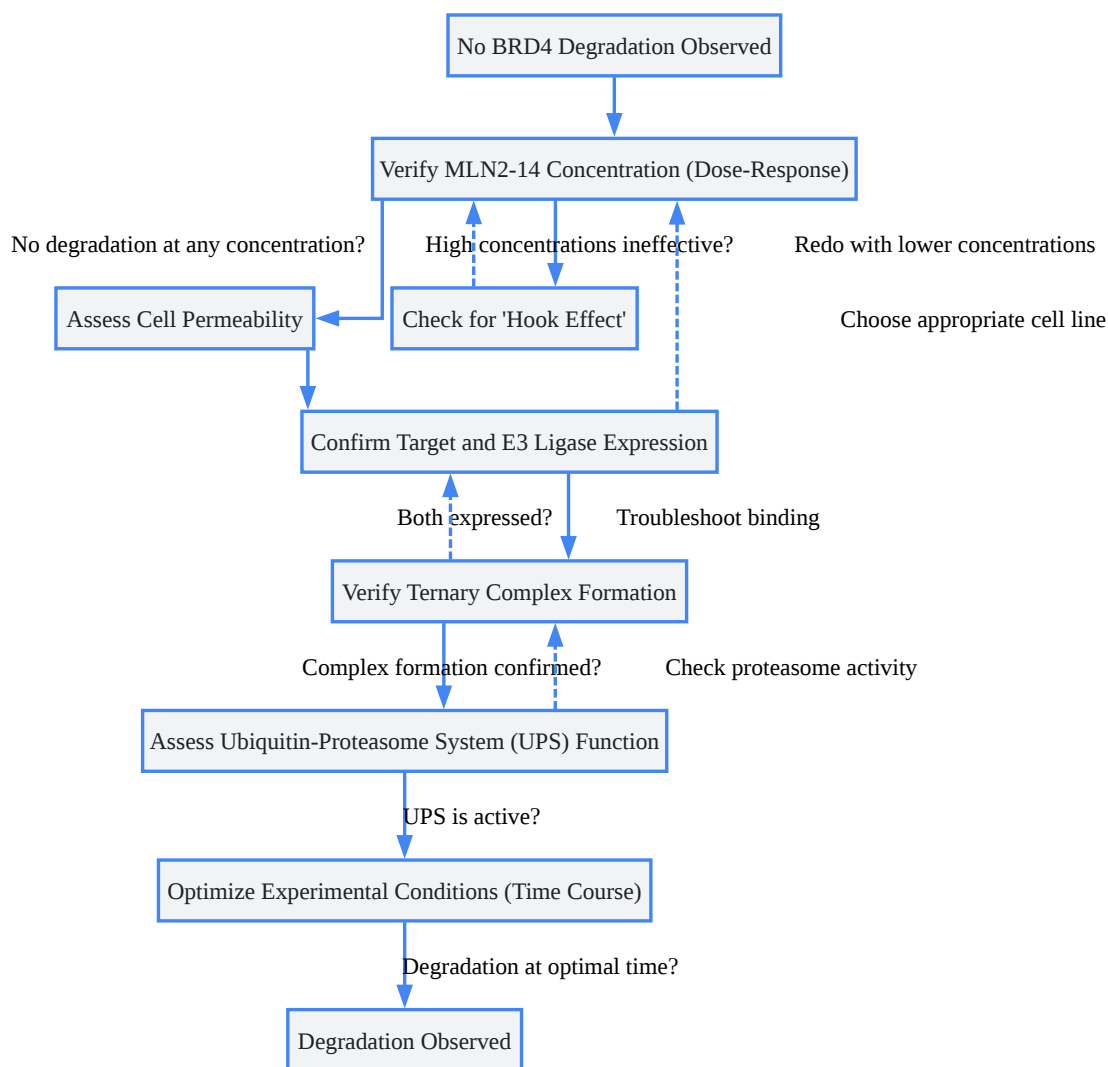 No BRD4 Degradation Observed
Verify MLN2-14 Concentration (Dose-Response)
No degradation at any concentration?
High concentrations ineffective?
Redo with lower concentrations
Assess Cell Permeability
Check for 'Hook Effect'
Choose appropriate cell line
Confirm Target and E3 Ligase Expression
Both expressed?
Troubleshoot binding
Verify Ternary Complex Formation
Complex formation confirmed?
Check proteasome activity
Assess Ubiquitin-Proteasome System (UPS) Function
UPS is active?
Optimize Experimental Conditions (Time Course)
Degradation at optimal time?
Degradation Observed